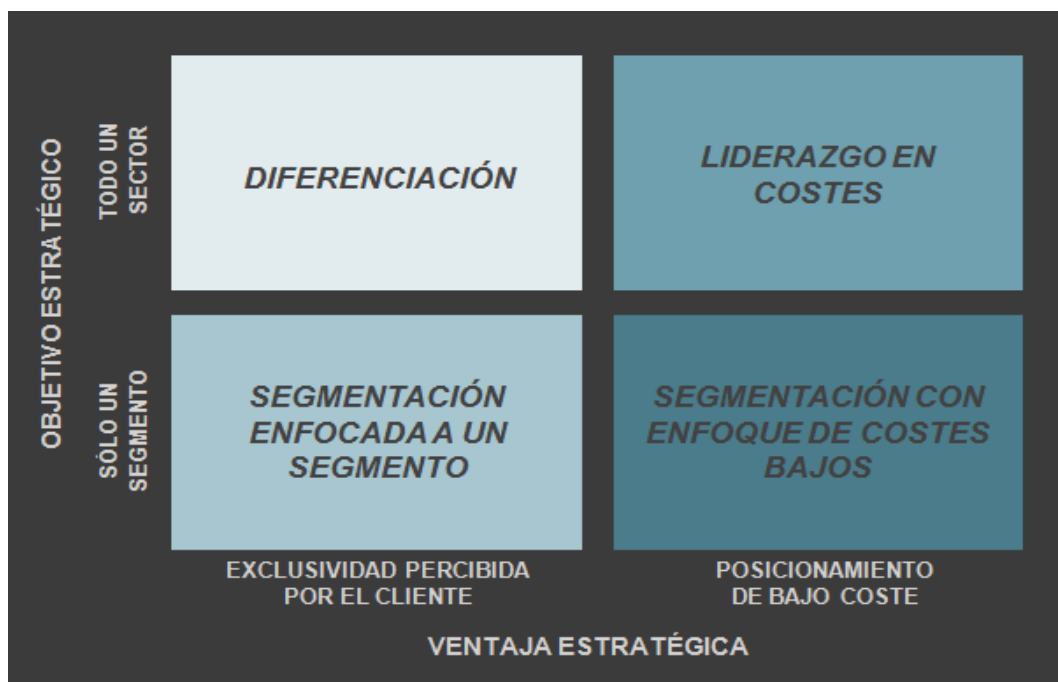 OBJETIVO ESTRATÉGICO
TODO UN
SECTOR
DIFERENCIACIÓN
LIDERAZGO EN
COSTES
SÓLO UN
SEGMENTO
SEGMENTACIÓN
ENFOCADA A UN
SEGMENTO
SEGMENTACIÓN CON
ENFOQUE DE COSTES
BAJOS
EXCLUSIVIDAD PERCIBIDA
POR EL CLIENTE
POSICIONAMIENTO
DE BAJO COSTE
VENTAJA ESTRATÉGICA